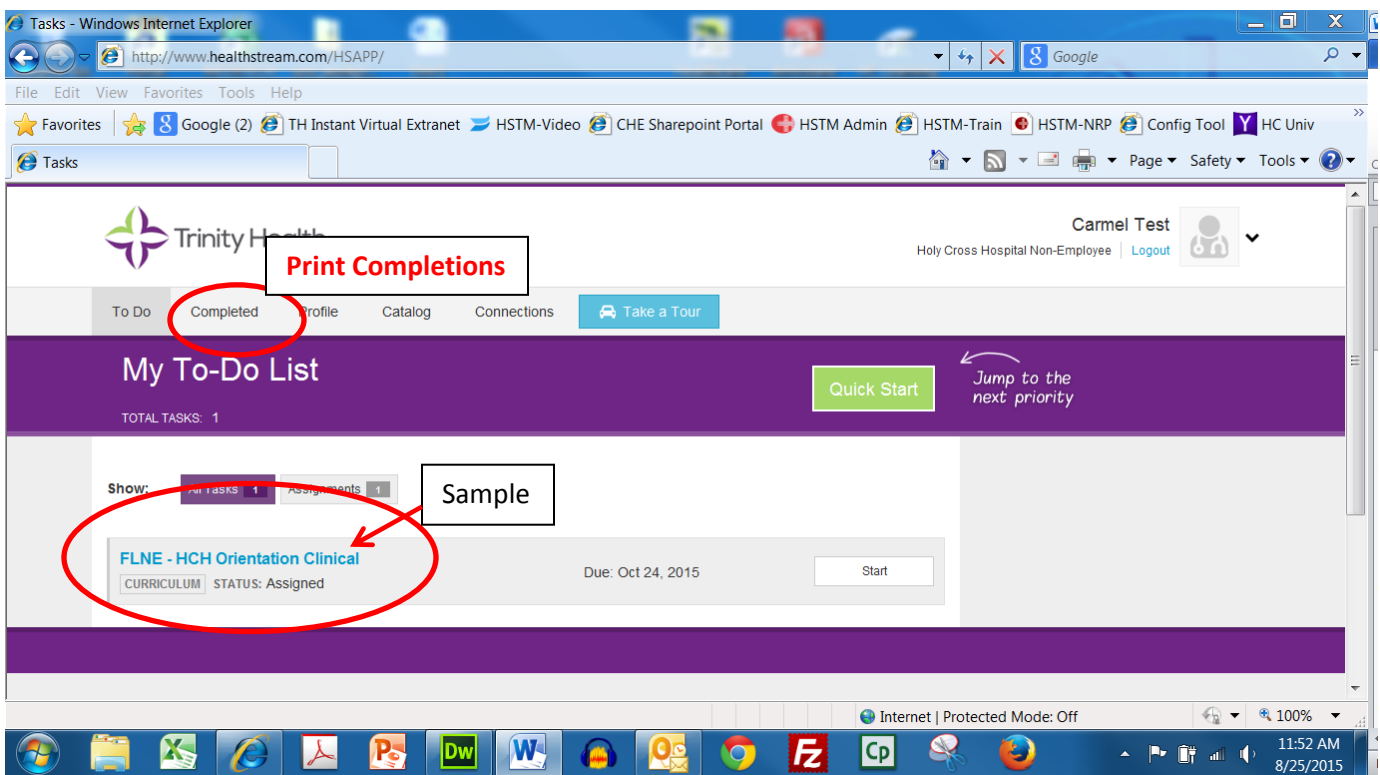 Tasks - Windows Internet Explorer
http://www.healthstream.com/HSAPP/
Google
File Edit View Favorites Tools Help
Favorites Google (2) TH Instant Virtual Extranet HSTM-Video CHE Sharepoint Portal HSTM Admin HSTM-Train HSTM-NRP Config Tool HC Univ
Tasks
Page Safety Tools
Trinity Health
Carmel Test
Holy Cross Hospital Non-Employee Logout
Print Completions
To Do Completed Profile Catalog Connections Take a Tour
My To-Do List
Quick Start
Jump to the
next priority
TOTAL TASKS: 1
Show: All Tasks 1 Assignments 1
Sample
FLNE - HCH Orientation Clinical
CURRICULUM STATUS: Assigned
Due: Oct 24, 2015
Start
Internet | Protected Mode: Off
100%
Dw
Cp
11:52 AM
8/25/2015